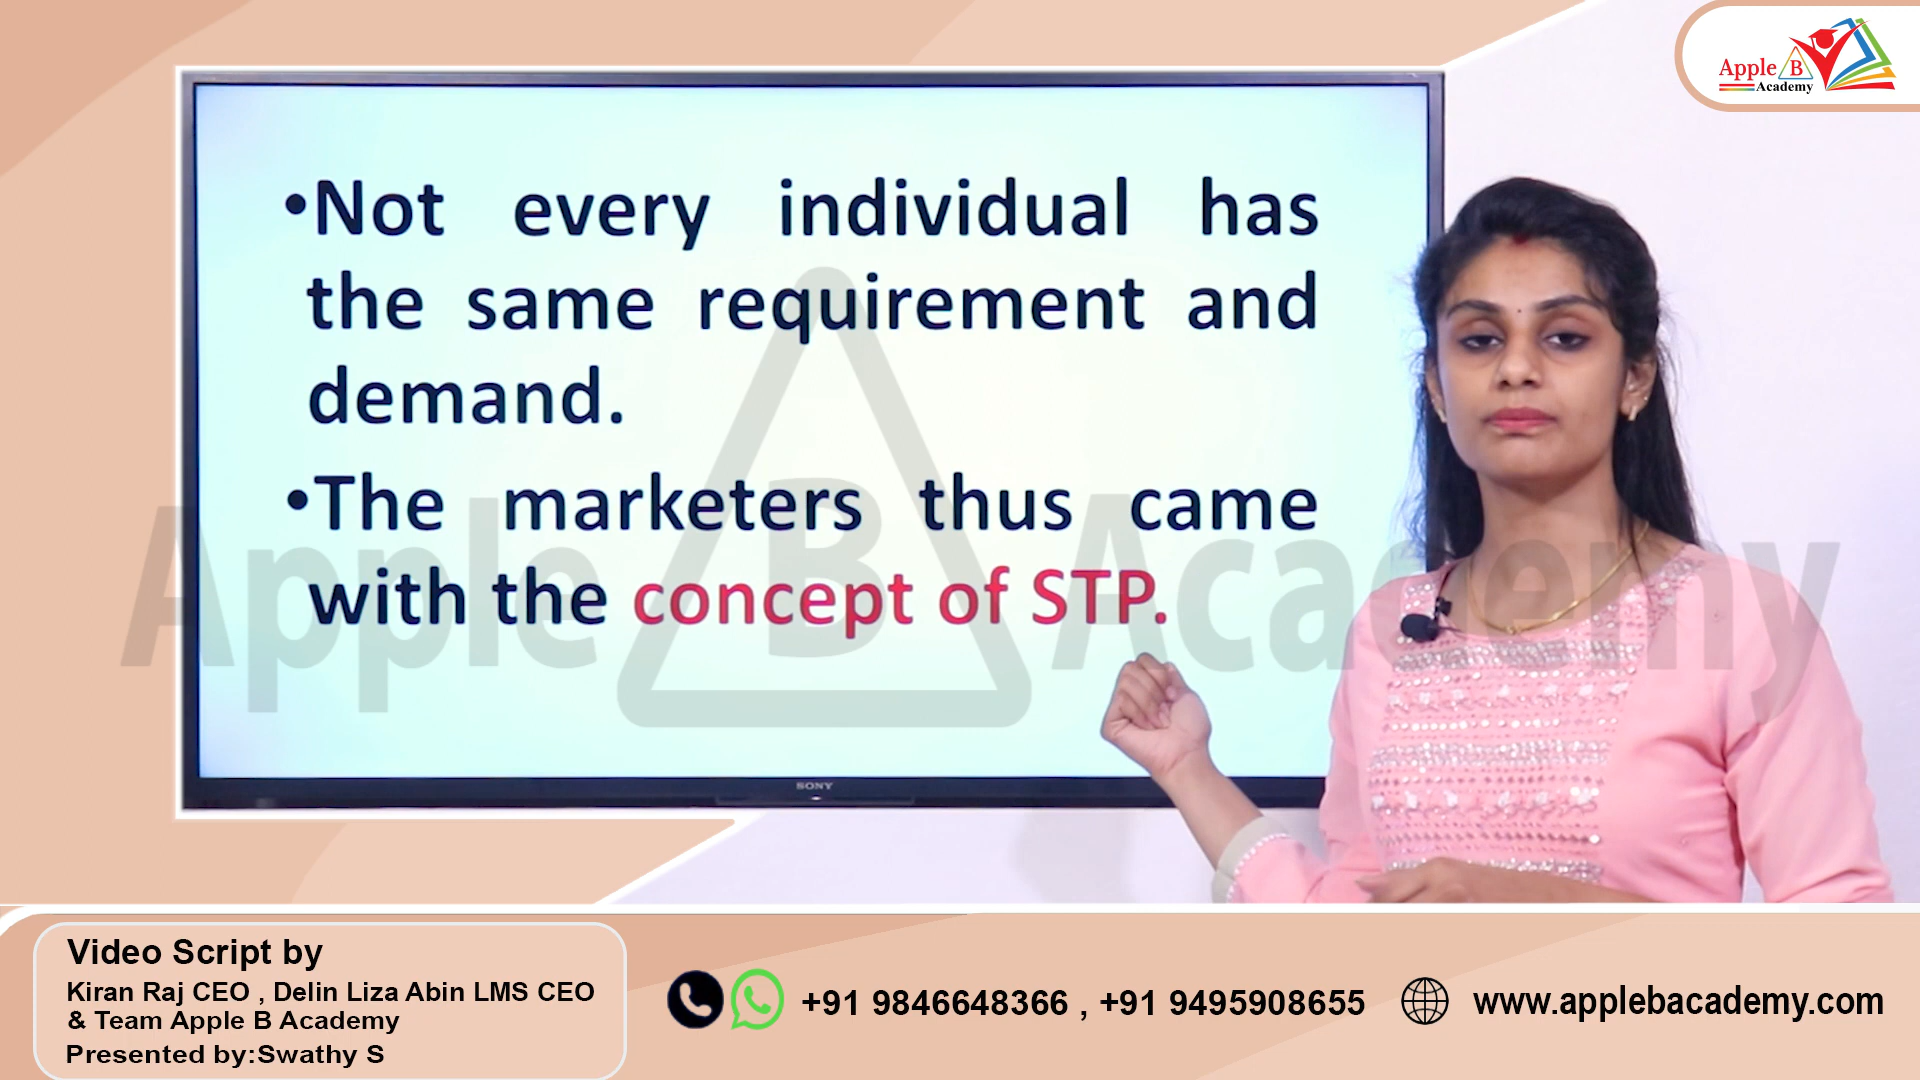 Apple B
Academy
•Not every individual has
the same requirement and
demand.
•The marketers thus came
with the concept of STP.
Apple B Academy
SONY
Video Script by
Kiran Raj CEO , Delin Liza Abin LMS CEO
& Team Apple B Academy
Presented by:Swathy S
+91 9846648366 , +91 9495908655
www.applebacademy.com